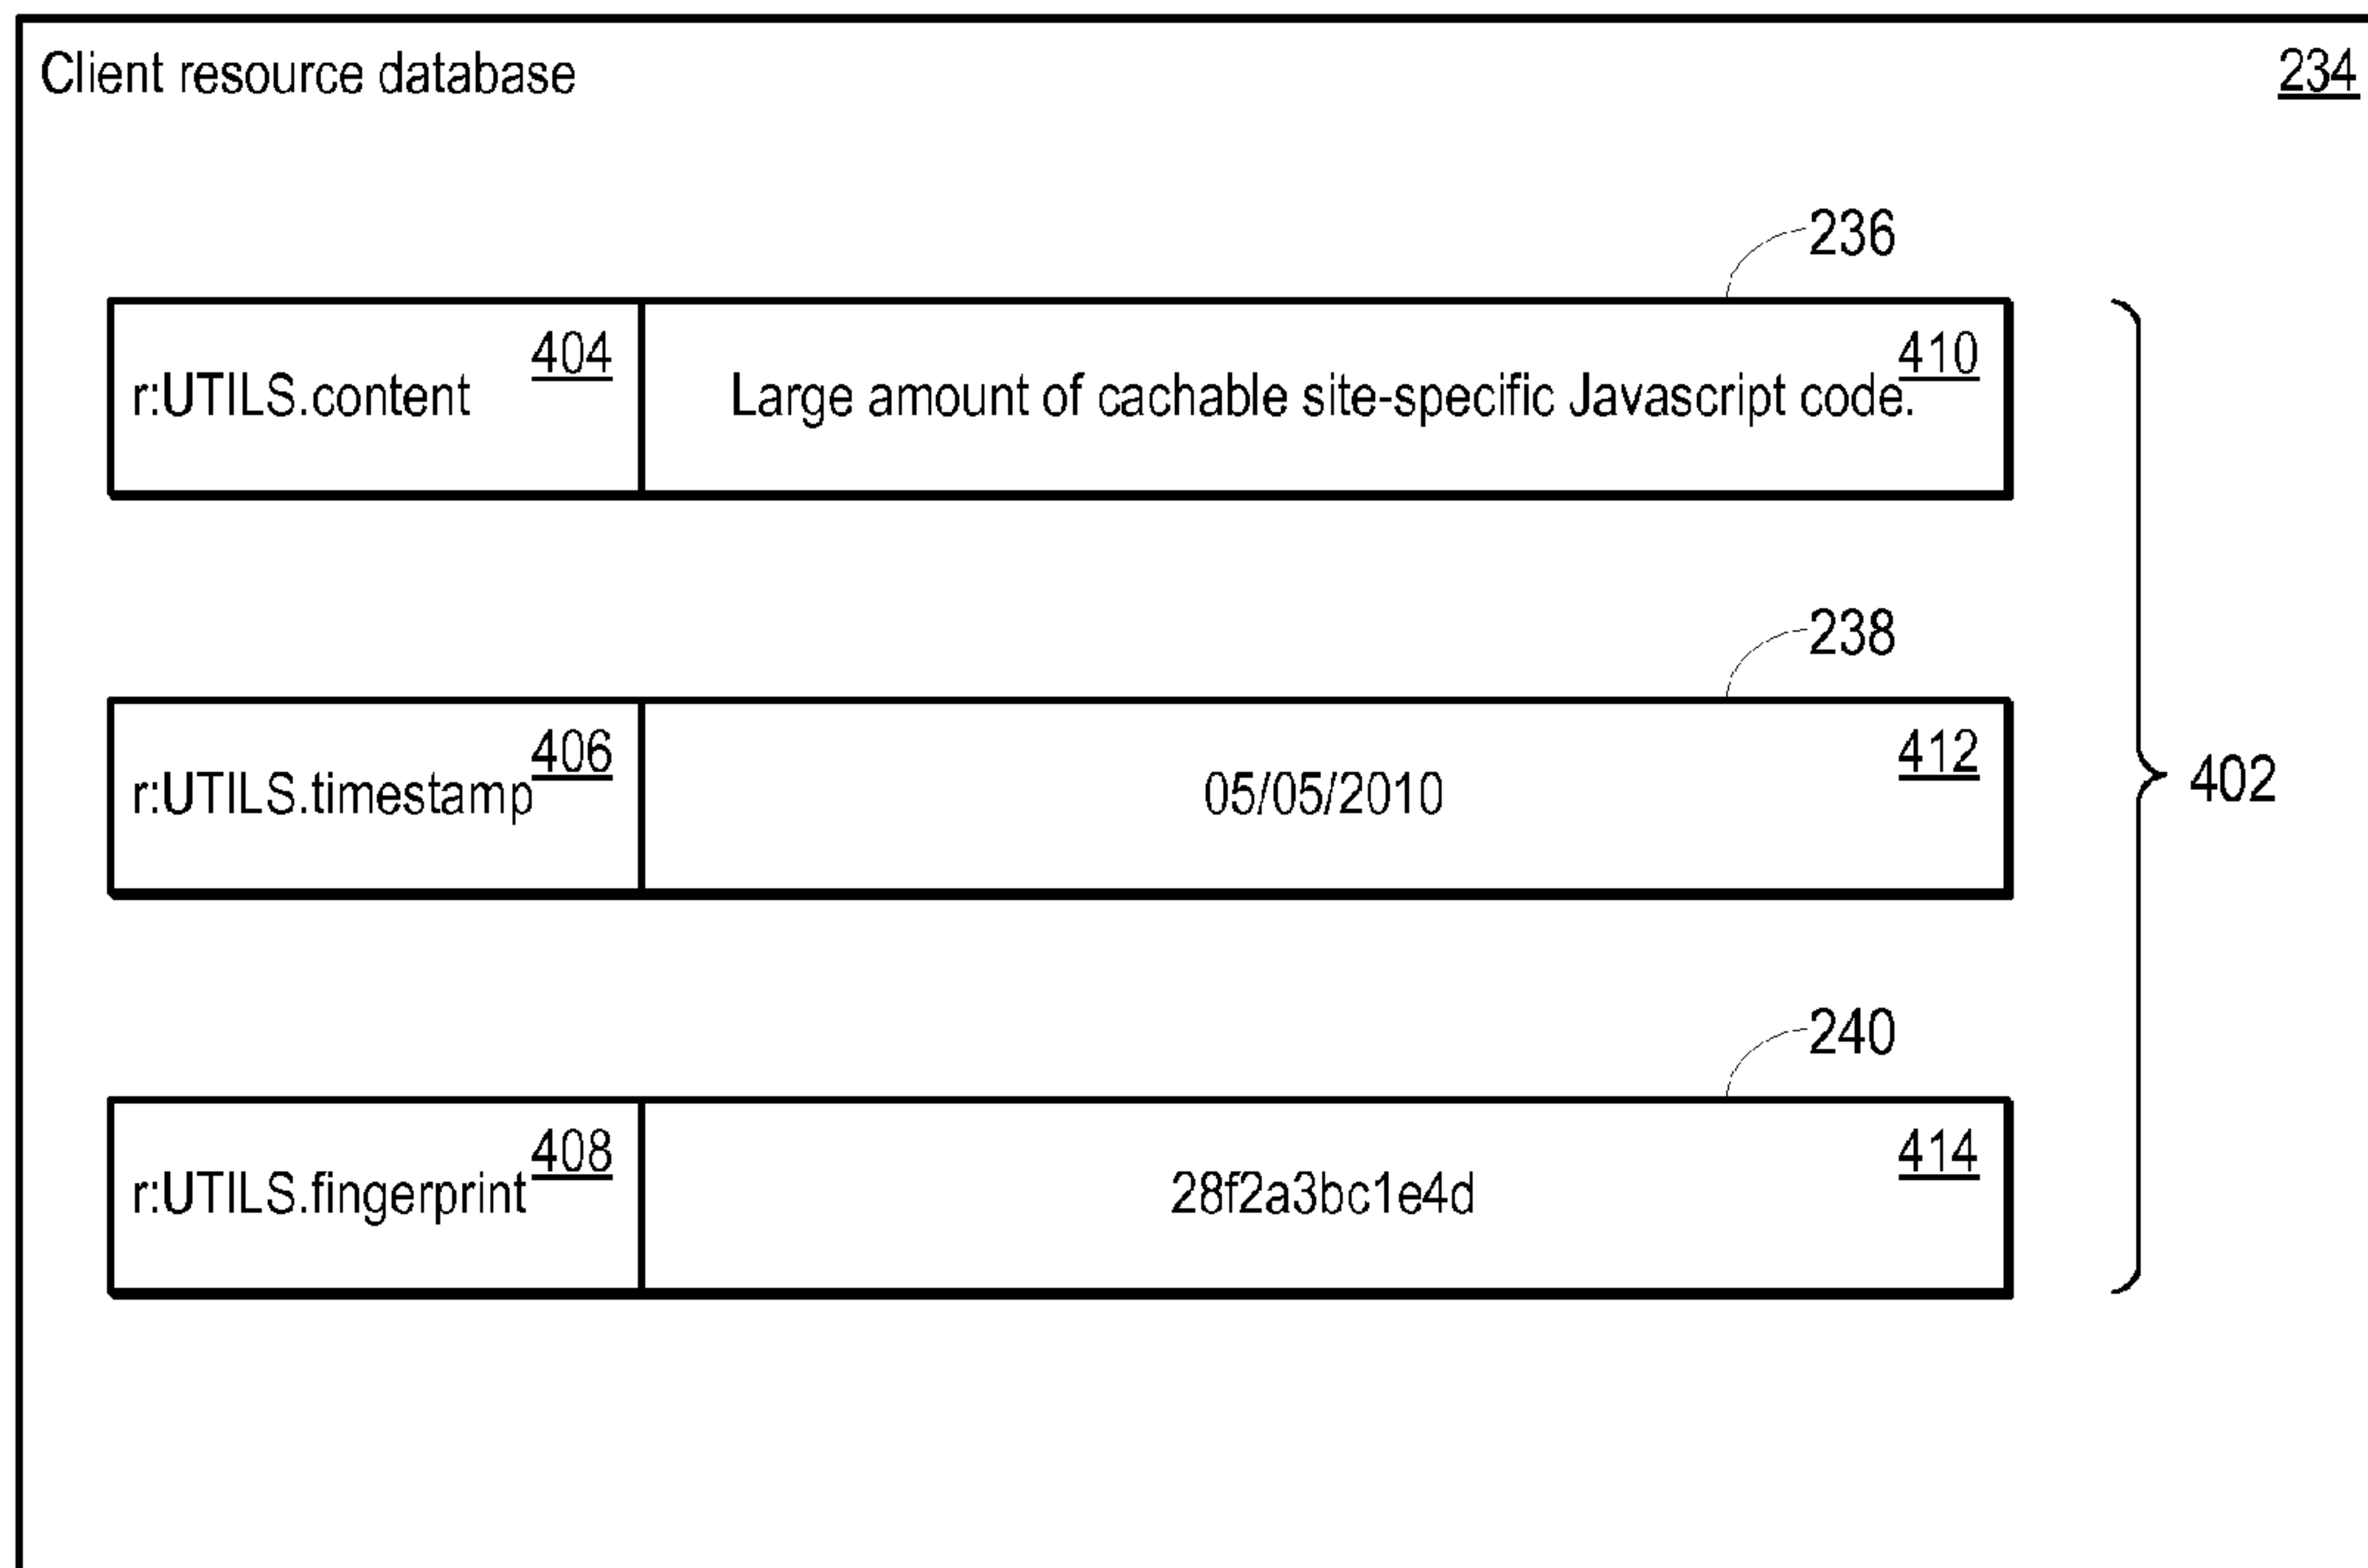 Client resource database 234
236
r:UTILS.content 404 Large amount of cachable site-specific Javascript code. 410
238
r:UTILS.timestamp 406 05/05/2010 412
402
240
r:UTILS.fingerprint 408 28f2a3bc1e4d 414